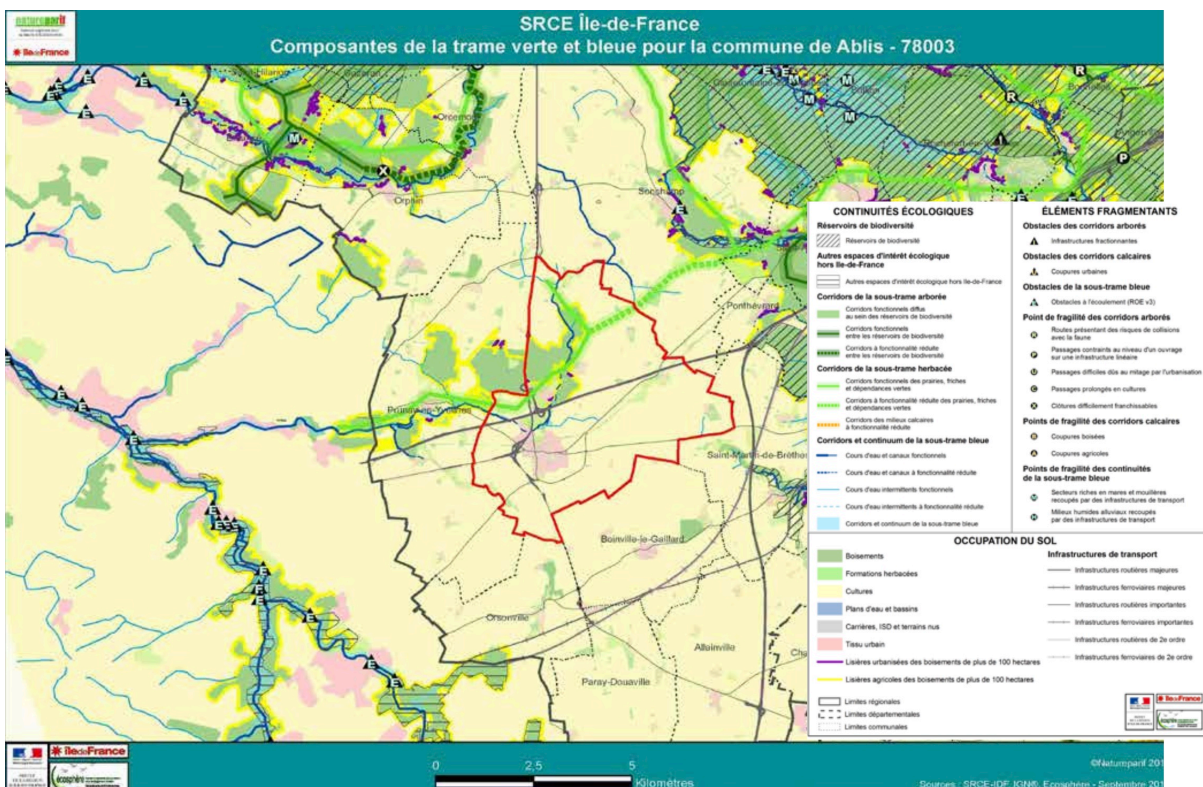 naturparif
îledeFrance
SRCE Île-de-France
Composantes de la trame verte et bleue pour la commune de Ablis - 78003
Orcemont
Orphin
Sonchamp
Ponthévrard
Prunay-en-Yvelines
Saint-Martin-de-Bréthen
Boinville-le-Gaillard
Orsonville
Allainville
Paray-Douaville
CONTINUITÉS ÉCOLOGIQUES
Réservoirs de biodiversité
Réservoirs de biodiversité
Autres espaces d'intérêt écologique
hors Ile-de-France
Autres espaces d'intérêt écologique hors Ile-de-France
Corridors de la sous-trame arborée
Corridors fonctionnels diffus
au sein des réservoirs de biodiversité
Corridors fonctionnels
entre les réservoirs de biodiversité
Corridors à fonctionnalité réduite
entre les réservoirs de biodiversité
Corridors de la sous-trame herbacée
Corridors fonctionnels des prairies, friches
et dépendances vertes
Corridors à fonctionnalité réduite des prairies, friches
et dépendances vertes
Corridors des milieux calcaires
à fonctionnalité réduite
Corridors et continuum de la sous-trame bleue
Cours d'eau et canaux fonctionnels
Cours d'eau et canaux à fonctionnalité réduite
Cours d'eau intermittents fonctionnels
Cours d'eau intermittents à fonctionnalité réduite
Corridors et continuum de la sous-trame bleue
ÉLÉMENTS FRAGMENTANTS
Obstacles des corridors arborés
Infrastructures fractionnantes
Obstacles des corridors calcaires
Coupures urbaines
Obstacles de la sous-trame bleue
Obstacles à l'écoulement (ROE v3)
Point de fragilité des corridors arborés
Routes présentant des risques de collisions
avec la faune
Passages contraints au niveau d'un ouvrage
sur une infrastructure linéaire
Passages difficiles dûs au mitage par l'urbanisation
Passages prolongés en cultures
Clôtures difficilement franchissables
Points de fragilité des corridors calcaires
Coupures boisées
Coupures agricoles
Points de fragilité des continuités
de la sous-trame bleue
Secteurs riches en mares et mouillères
recoupés par des infrastructures de transport
Milieux humides alluviaux recoupés
par des infrastructures de transport
OCCUPATION DU SOL
Boisements
Formations herbacées
Cultures
Plans d'eau et bassins
Carrières, ISD et terrains nus
Tissu urbain
Lisières urbanisées des boisements de plus de 100 hectares
Lisières agricoles des boisements de plus de 100 hectares
Limites régionales
Limites départementales
Limites communales
Infrastructures de transport
Infrastructures routières majeures
Infrastructures ferroviaires majeures
Infrastructures routières importantes
Infrastructures ferroviaires importantes
Infrastructures routières de 2e ordre
Infrastructures ferroviaires de 2e ordre
îledeFrance
îledeFrance
écosphère
0 2.5 5
Kilomètres
©Naturparif 201
Sources : SRCE-IDF, IGN®, Ecosphère - Septembre 201